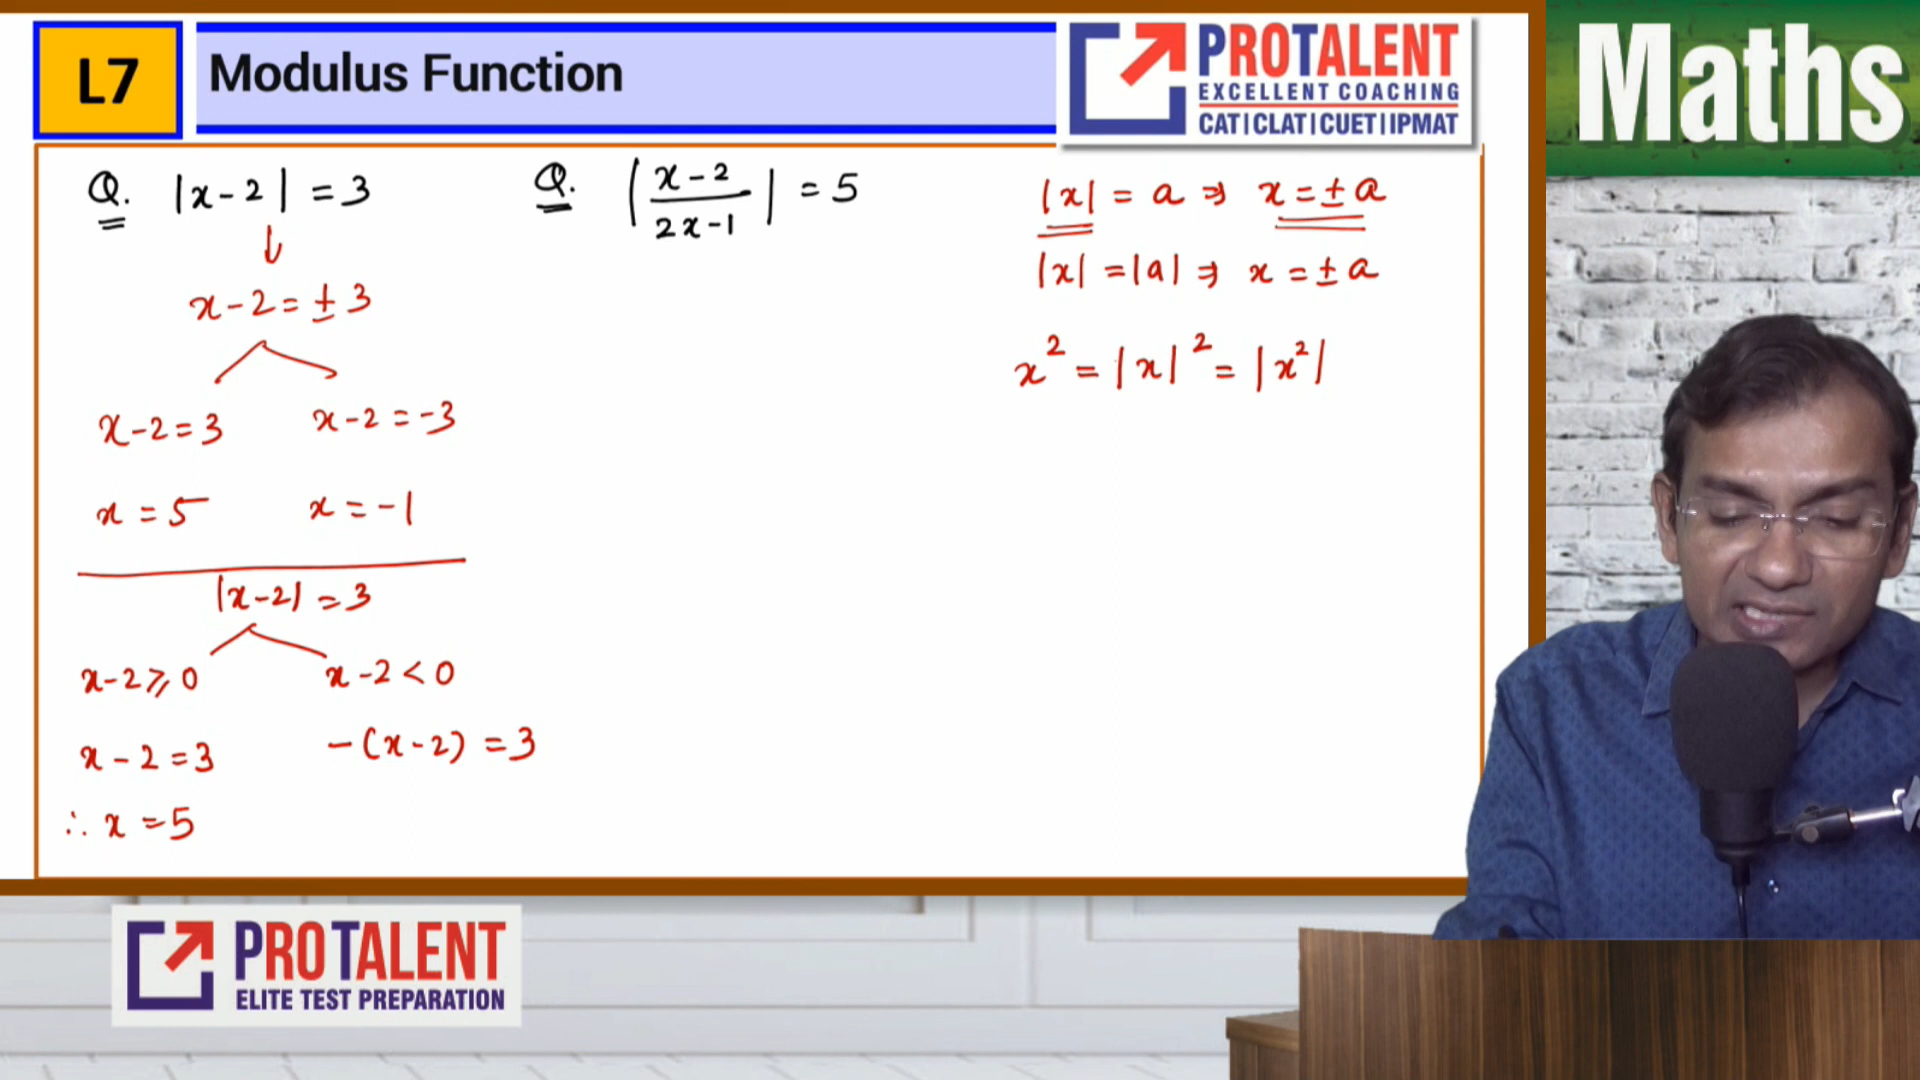 L7
Modulus Function
PROTALENT
EXCELLENT COACHING
CAT|CLAT|CUET|IPMAT
Maths
Q. |x-2| = 3
x-2 = ± 3
x-2 = 3
x-2 = -3
x = 5
x = -1
|x-2| = 3
x-2 ≥ 0
x-2 < 0
x - 2 = 3
-(x-2) = 3
∴ x = 5
Q. |(x-2)/(2x-1)| = 5
|x| = a ⇒ x = ± a
|x| = |a| ⇒ x = ± a
x² = |x|² = |x²|
PROTALENT
ELITE TEST PREPARATION